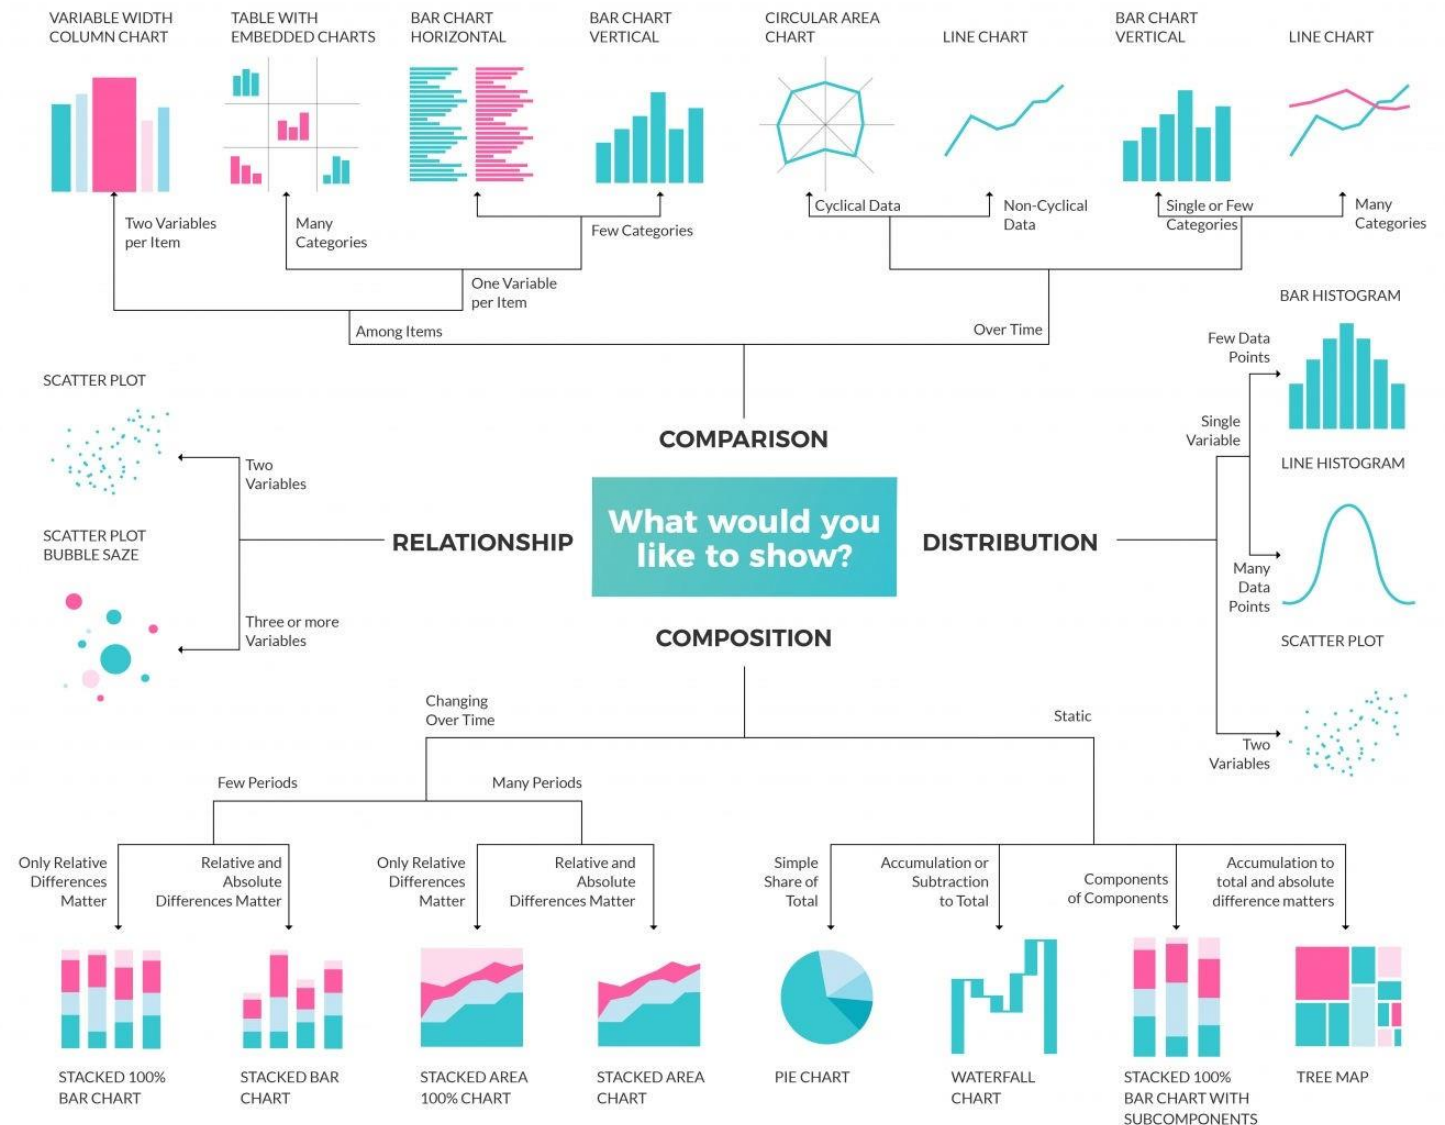 VARIABLE WIDTH
COLUMN CHART
TABLE WITH
EMBEDDED CHARTS
BAR CHART
HORIZONTAL
BAR CHART
VERTICAL
CIRCULAR AREA
CHART
LINE CHART
BAR CHART
VERTICAL
LINE CHART
Two Variables
per Item
Many
Categories
Few Categories
Cyclical Data
Non-Cyclical
Data
Single or Few
Categories
Many
Categories
One Variable
per Item
Among Items
Over Time
BAR HISTOGRAM
Few Data
Points
Single
Variable
LINE HISTOGRAM
Many
Data
Points
SCATTER PLOT
Two
Variables
SCATTER PLOT
Two
Variables
SCATTER PLOT
BUBBLE SAZE
Three or more
Variables
COMPARISON
RELATIONSHIP
What would you
like to show?
DISTRIBUTION
COMPOSITION
Changing
Over Time
Static
Few Periods
Many Periods
Only Relative
Differences
Matter
Relative and
Absolute
Differences Matter
Only Relative
Differences
Matter
Relative and
Absolute
Differences Matter
Simple
Share of
Total
Accumulation or
Subtraction
to Total
Components
of Components
Accumulation to
total and absolute
difference matters
STACKED 100%
BAR CHART
STACKED BAR
CHART
STACKED AREA
100% CHART
STACKED AREA
CHART
PIE CHART
WATERFALL
CHART
STACKED 100%
BAR CHART WITH
SUBCOMPONENTS
TREE MAP